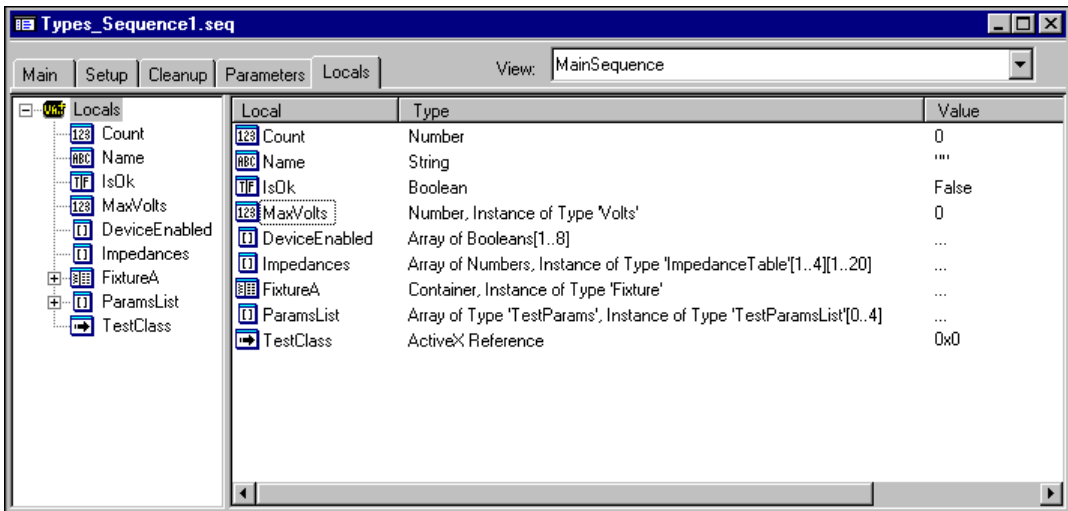 Types_Sequence1.seq
Main Setup Cleanup Parameters Locals View: MainSequence
Locals
Count
Name
IsOk
MaxVolts
DeviceEnabled
Impedances
FixtureA
ParamsList
TestClass
Local Type Value
Count Number 0
Name String ""
IsOk Boolean False
MaxVolts Number, Instance of Type 'Volts' 0
DeviceEnabled Array of Booleans[1..8] ...
Impedances Array of Numbers, Instance of Type 'ImpedanceTable'[1..4][1..20] ...
FixtureA Container, Instance of Type 'Fixture' ...
ParamsList Array of Type 'TestParams', Instance of Type 'TestParamsList'[0..4] ...
TestClass ActiveX Reference 0x0